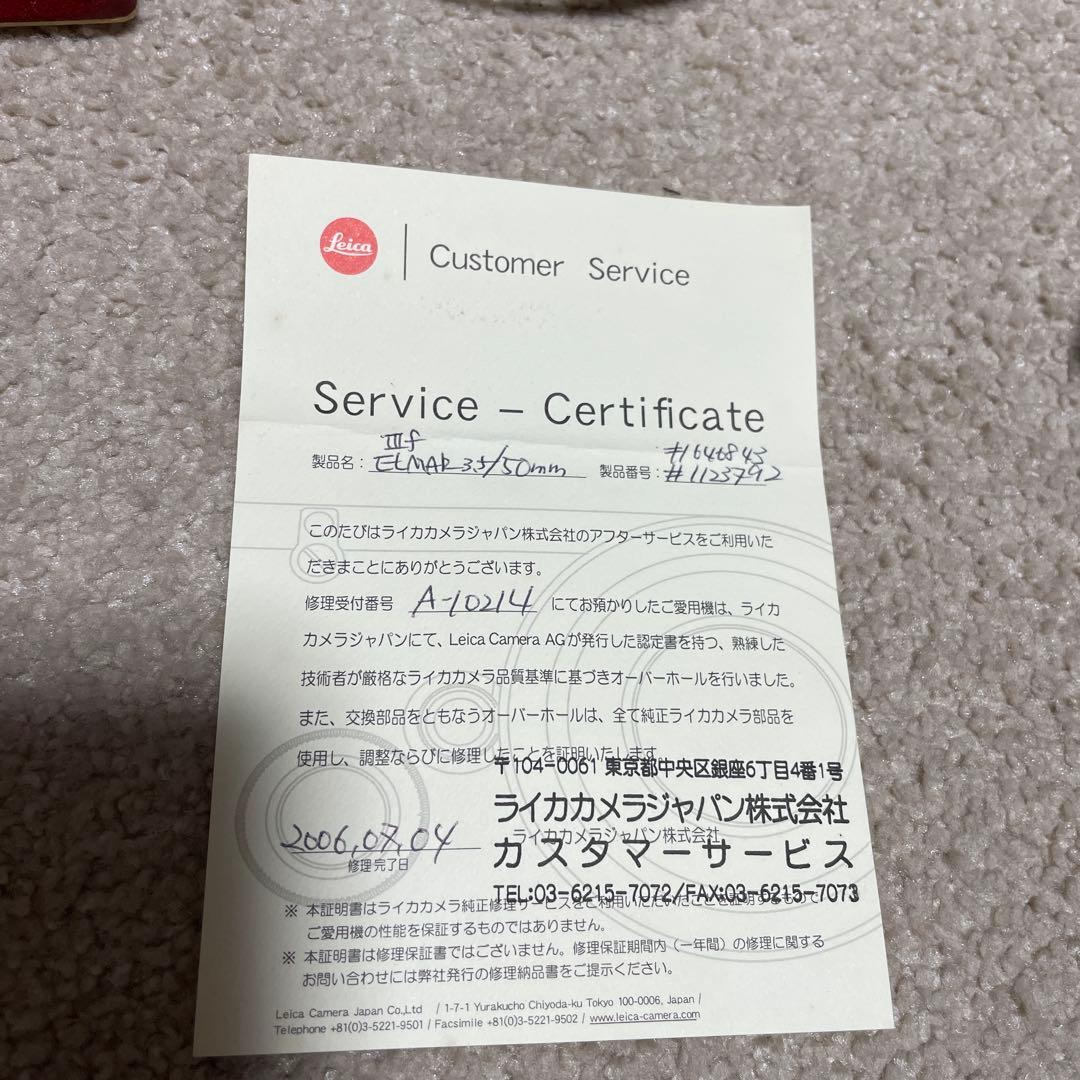 Leica
Customer Service
Service – Certificate
IIIf #1646843
製品名: ELMAR 3.5/50mm 製品番号: #1123792
このたびはライカカメラジャパン株式会社のアフターサービスをご利用いた
だきまことにありがとうございます。
修理受付番号 A-10214 にてお預かりしたご愛用機は、ライカ
カメラジャパンにて、Leica Camera AGが発行した認定書を持つ、熟練した
技術者が厳格なライカカメラ品質基準に基づきオーバーホールを行いました。
また、交換部品をともなうオーバーホールは、全て純正ライカカメラ部品を
使用し、調整ならびに修理したことを証明いたします。
〒104-0061 東京都中央区銀座6丁目4番1号
ライカカメラジャパン株式会社
2006,07,04 ライカカメラジャパン株式会社
カスタマーサービス
修理完了日
TEL:03-6215-7072/FAX:03-6215-7073
※ 本証明書はライカカメラ純正修理サービスをご利用いただいたことを証明するもので
ご愛用機の性能を保証するものではありません。
※ 本証明書は修理保証書ではございません。修理保証期間内（一年間）の修理に関する
お問い合わせには弊社発行の修理納品書をご提示ください。
Leica Camera Japan Co.,Ltd / 1-7-1 Yurakucho Chiyoda-ku Tokyo 100-0006, Japan /
Telephone +81(0)3-5221-9501 / Facsimile +81(0)3-5221-9502 / www.leica-camera.com